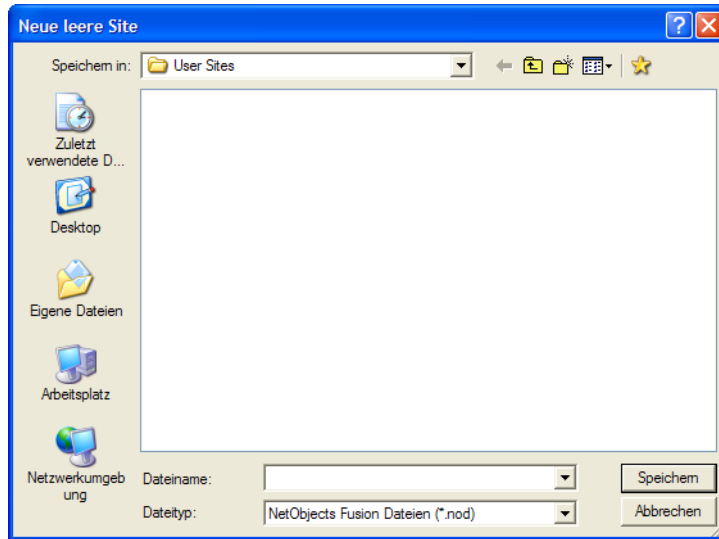 Neue leere Site
Speichern in:
User Sites
Zuletzt
verwendete D...
Desktop
Eigene Dateien
Arbeitsplatz
Netzwerkumgeb
ung
Dateiname:
Speichern
Dateityp:
NetObjects Fusion Dateien (*.nod)
Abbrechen